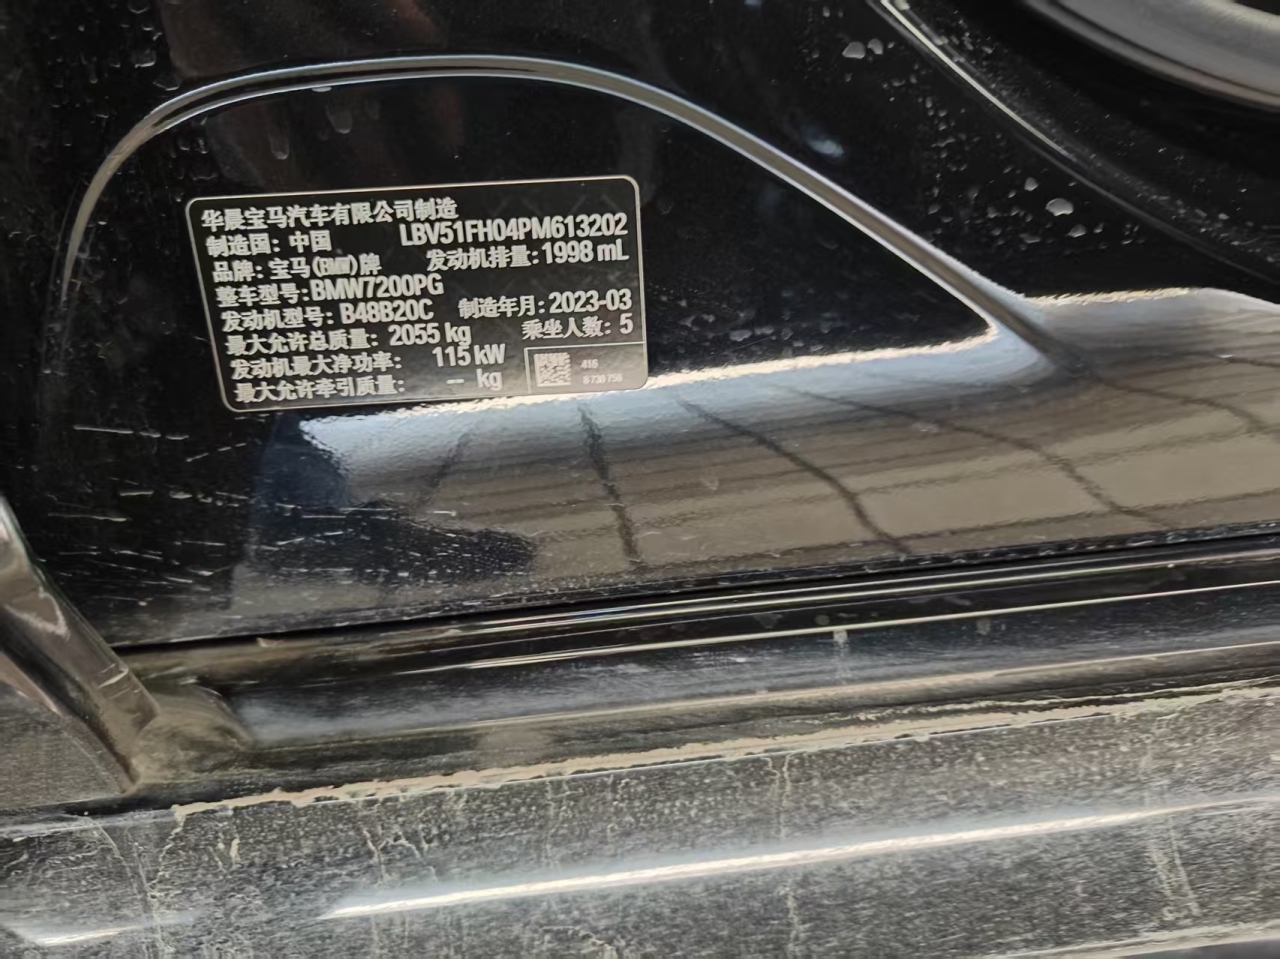 华晨宝马汽车有限公司制造
制造国：中国 LBV51FH04PM613202
品牌：宝马(BMW)牌 发动机排量：1998 mL
整车型号：BMW7200PG
发动机型号：B48B20C 制造年月：2023-03
最大允许总质量： 2055 kg 乘坐人数：5
发动机最大净功率： 115 kW
最大允许牵引质量： -- kg
416
8 730 756